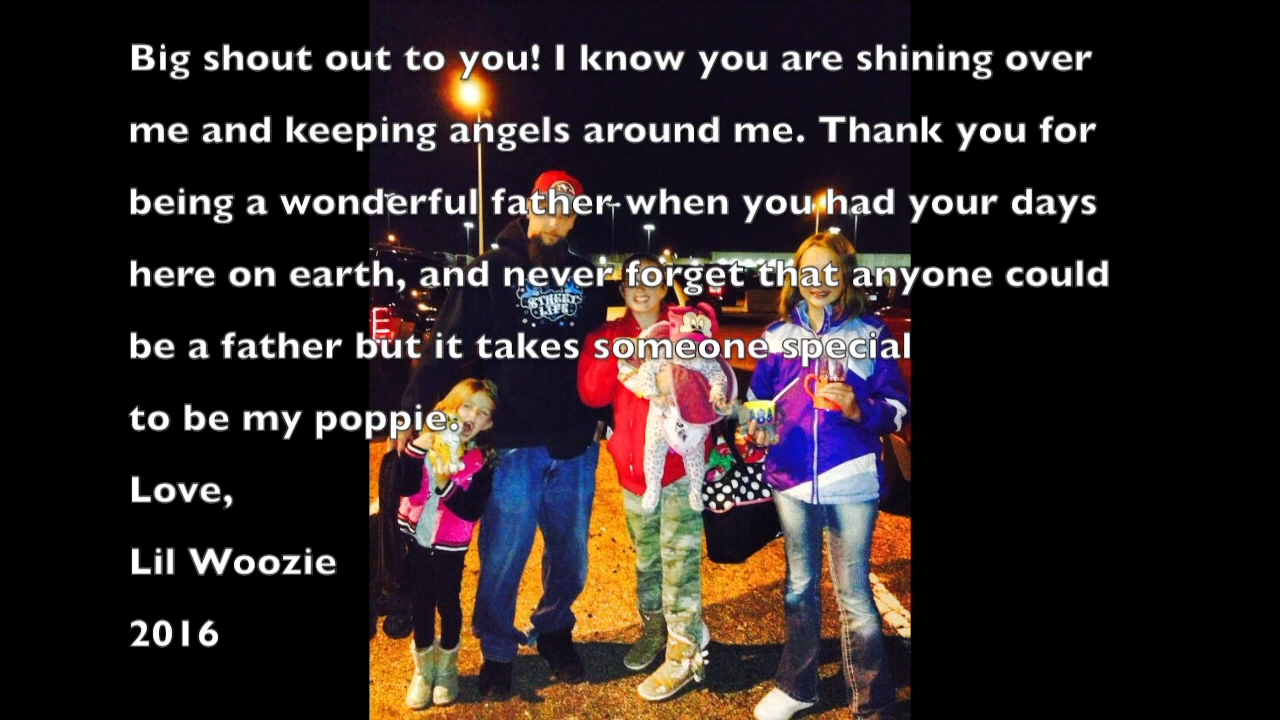 Big shout out to you! I know you are shining over
me and keeping angels around me. Thank you for
being a wonderful father when you had your days
here on earth, and never forget that anyone could
be a father but it takes someone special
to be my poppie.
Love,
Lil Woozie
2016
STREET
LIFE